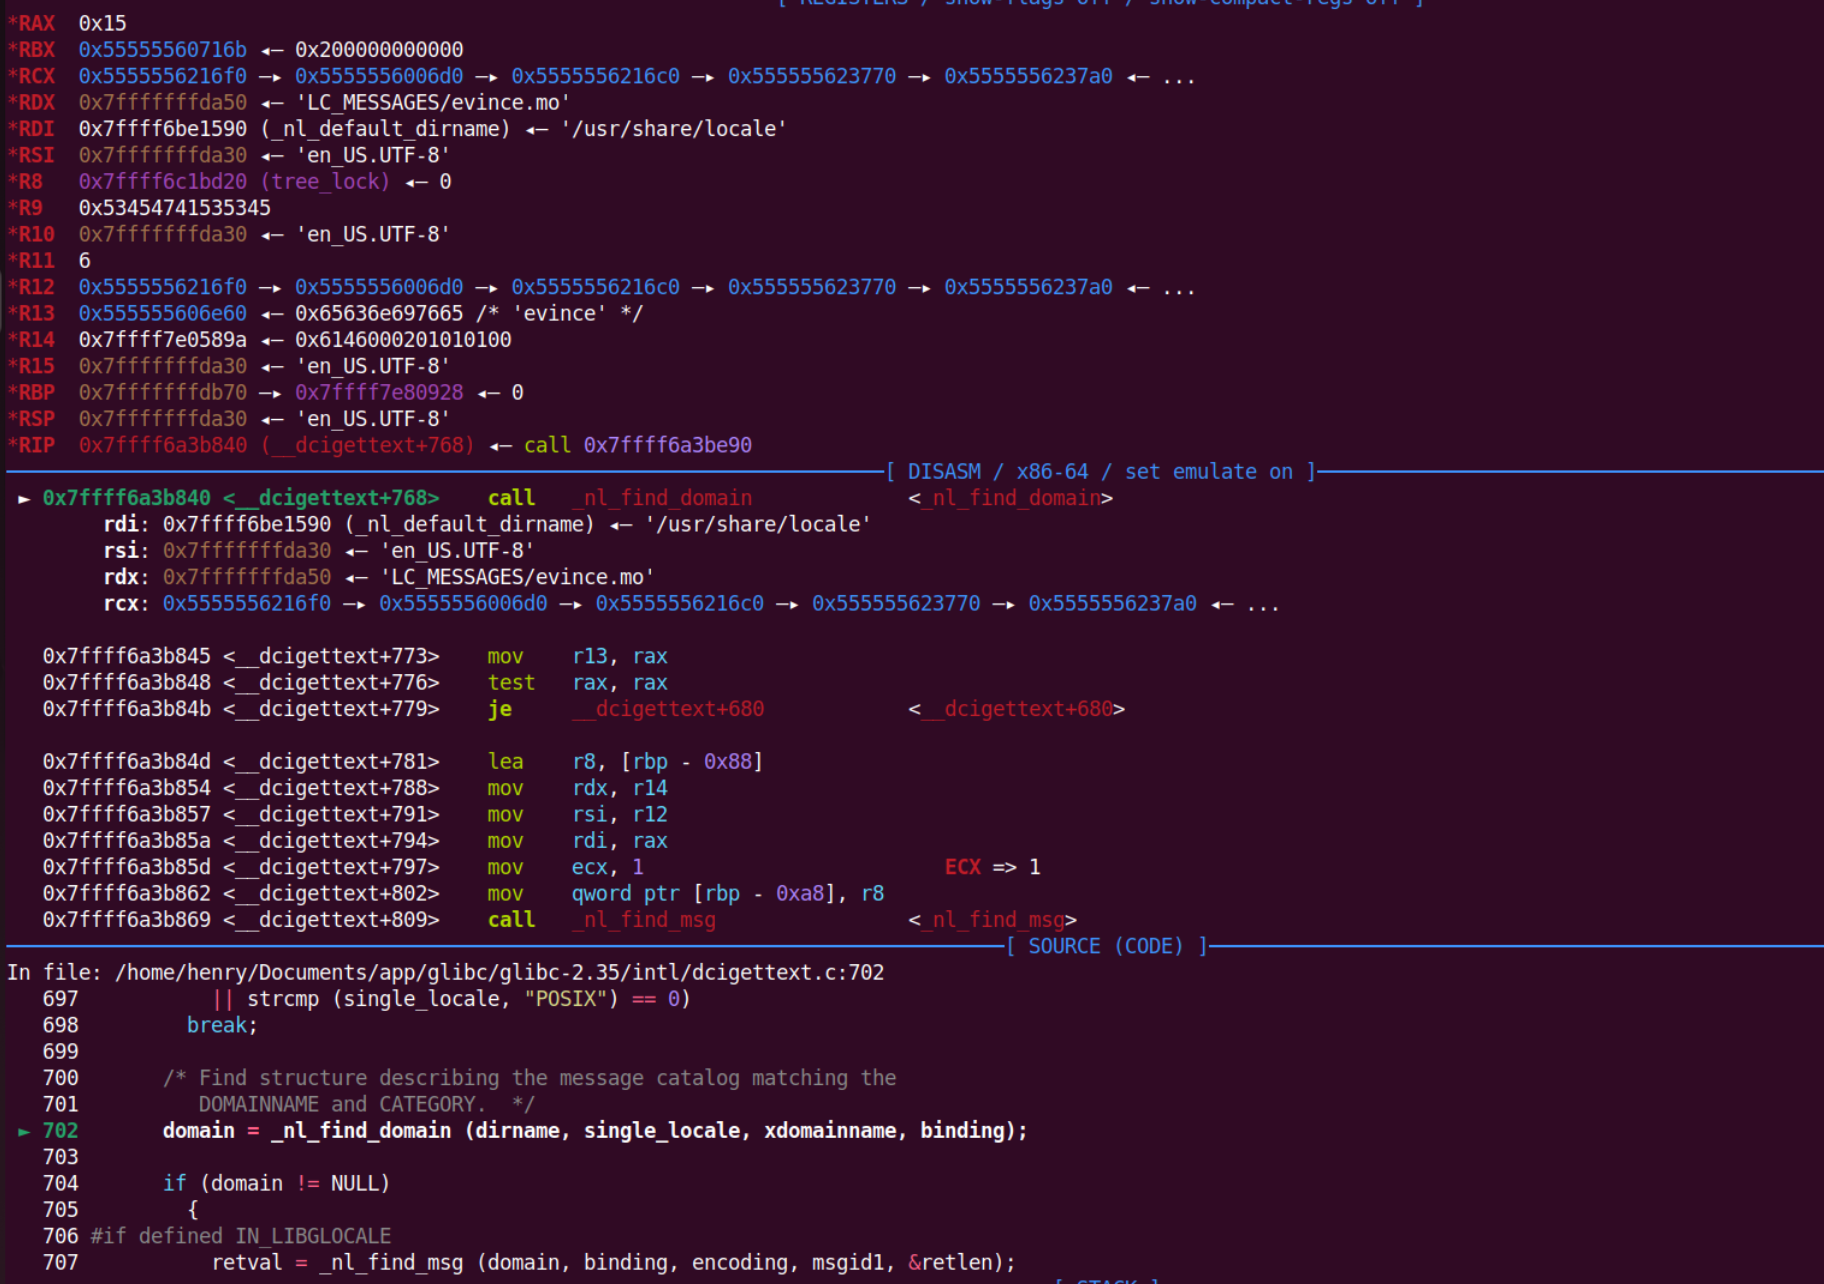 [ REGISTERS / show-flags off / show-compact-regs off ]
*RAX  0x15
*RBX  0x55555560716b ◂— 0x200000000000
*RCX  0x5555556216f0 —▸ 0x5555556006d0 —▸ 0x5555556216c0 —▸ 0x555555623770 —▸ 0x5555556237a0 ◂— ...
*RDX  0x7fffffffda50 ◂— 'LC_MESSAGES/evince.mo'
*RDI  0x7ffff6be1590 (_nl_default_dirname) ◂— '/usr/share/locale'
*RSI  0x7fffffffda30 ◂— 'en_US.UTF-8'
*R8   0x7ffff6c1bd20 (tree_lock) ◂— 0
*R9   0x53454741535345
*R10  0x7fffffffda30 ◂— 'en_US.UTF-8'
*R11  6
*R12  0x5555556216f0 —▸ 0x5555556006d0 —▸ 0x5555556216c0 —▸ 0x555555623770 —▸ 0x5555556237a0 ◂— ...
*R13  0x555555606e60 ◂— 0x65636e697665 /* 'evince' */
*R14  0x7ffff7e0589a ◂— 0x6146000201010100
*R15  0x7fffffffda30 ◂— 'en_US.UTF-8'
*RBP  0x7fffffffdb70 —▸ 0x7ffff7e80928 ◂— 0
*RSP  0x7fffffffda30 ◂— 'en_US.UTF-8'
*RIP  0x7ffff6a3b840 (__dcigettext+768) ◂— call 0x7ffff6a3be90
[ DISASM / x86-64 / set emulate on ]
► 0x7ffff6a3b840 <__dcigettext+768>    call   _nl_find_domain             <_nl_find_domain>
rdi: 0x7ffff6be1590 (_nl_default_dirname) ◂— '/usr/share/locale'
rsi: 0x7fffffffda30 ◂— 'en_US.UTF-8'
rdx: 0x7fffffffda50 ◂— 'LC_MESSAGES/evince.mo'
rcx: 0x5555556216f0 —▸ 0x5555556006d0 —▸ 0x5555556216c0 —▸ 0x555555623770 —▸ 0x5555556237a0 ◂— ...
0x7ffff6a3b845 <__dcigettext+773>    mov    r13, rax
0x7ffff6a3b848 <__dcigettext+776>    test   rax, rax
0x7ffff6a3b84b <__dcigettext+779>    je     __dcigettext+680            <__dcigettext+680>
0x7ffff6a3b84d <__dcigettext+781>    lea    r8, [rbp - 0x88]
0x7ffff6a3b854 <__dcigettext+788>    mov    rdx, r14
0x7ffff6a3b857 <__dcigettext+791>    mov    rsi, r12
0x7ffff6a3b85a <__dcigettext+794>    mov    rdi, rax
0x7ffff6a3b85d <__dcigettext+797>    mov    ecx, 1                         ECX => 1
0x7ffff6a3b862 <__dcigettext+802>    mov    qword ptr [rbp - 0xa8], r8
0x7ffff6a3b869 <__dcigettext+809>    call   _nl_find_msg                <_nl_find_msg>
[ SOURCE (CODE) ]
In file: /home/henry/Documents/app/glibc/glibc-2.35/intl/dcigettext.c:702
697           || strcmp (single_locale, "POSIX") == 0)
698         break;
699
700       /* Find structure describing the message catalog matching the
701          DOMAINNAME and CATEGORY.  */
► 702       domain = _nl_find_domain (dirname, single_locale, xdomainname, binding);
703
704       if (domain != NULL)
705         {
706 #if defined IN_LIBGLOCALE
707           retval = _nl_find_msg (domain, binding, encoding, msgid1, &retlen);
[ STACK ]